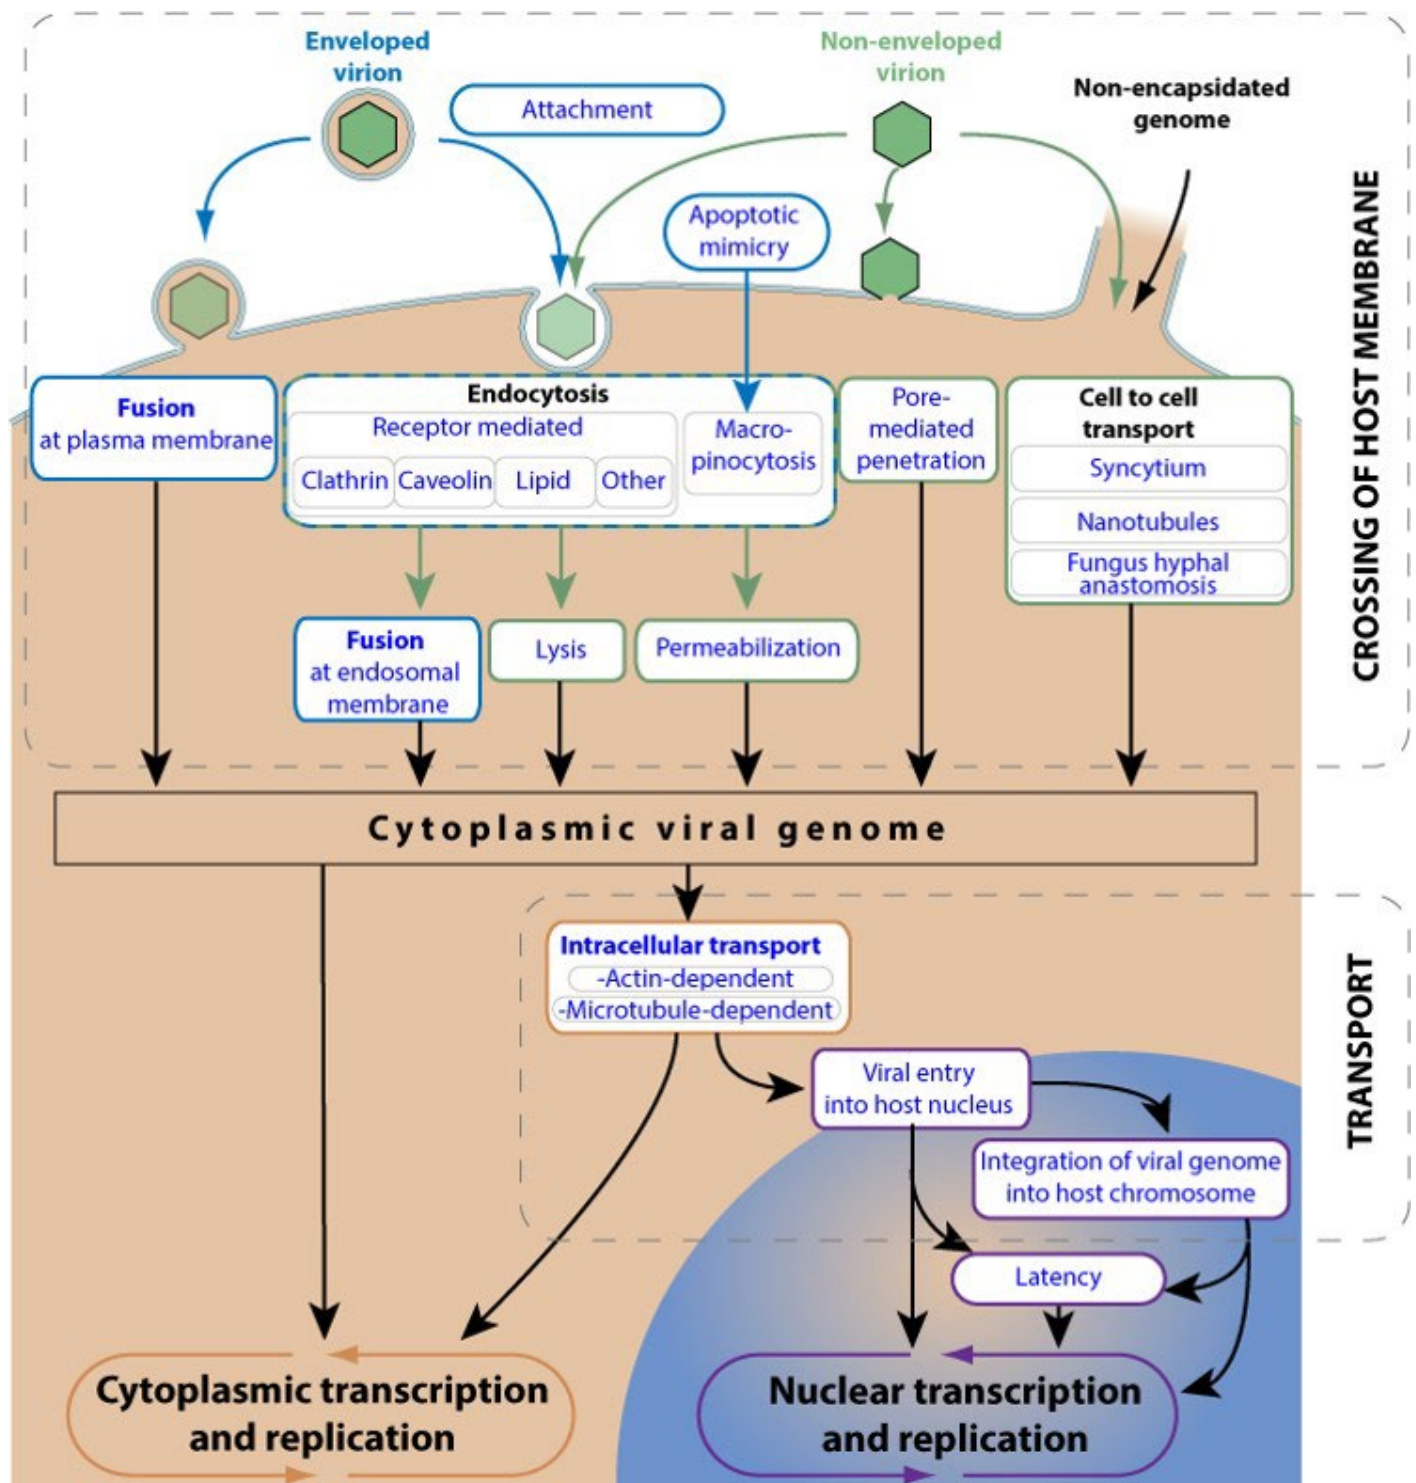 Enveloped
virion
Attachment
Non-enveloped
virion
Non-encapsidated
genome
Apoptotic
mimicry
CROSSING OF HOST MEMBRANE
Fusion
at plasma membrane
Endocytosis
Receptor mediated
Clathrin
Caveolin
Lipid
Other
Macro-
pinocytosis
Pore-
mediated
penetration
Cell to cell
transport
Syncytium
Nanotubules
Fungus hyphal
anastomosis
Fusion
at endosomal
membrane
Lysis
Permeabilization
Cytoplasmic viral genome
Intracellular transport
-Actin-dependent
-Microtubule-dependent
TRANSPORT
Viral entry
into host nucleus
Integration of viral genome
into host chromosome
Latency
Cytoplasmic transcription
and replication
Nuclear transcription
and replication